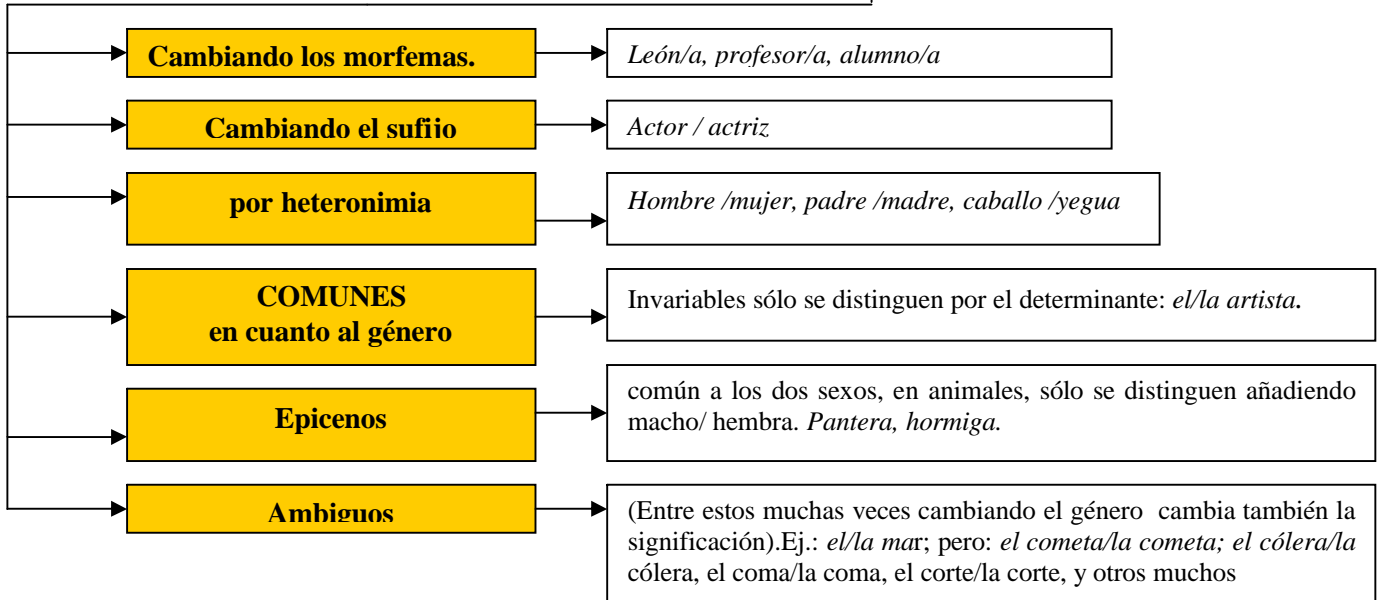 Cambiando los morfemas.
León/a, profesor/a, alumno/a
Cambiando el sufijo
Actor / actriz
por heteronimia
Hombre /mujer, padre /madre, caballo /yegua
COMUNES
en cuanto al género
Invariables sólo se distinguen por el determinante: el/la artista.
Epicenos
común a los dos sexos, en animales, sólo se distinguen añadiendo
macho/ hembra. Pantera, hormiga.
Ambiguos
(Entre estos muchas veces cambiando el género cambia también la
significación).Ej.: el/la mar; pero: el cometa/la cometa; el cólera/la
cólera, el coma/la coma, el corte/la corte, y otros muchos